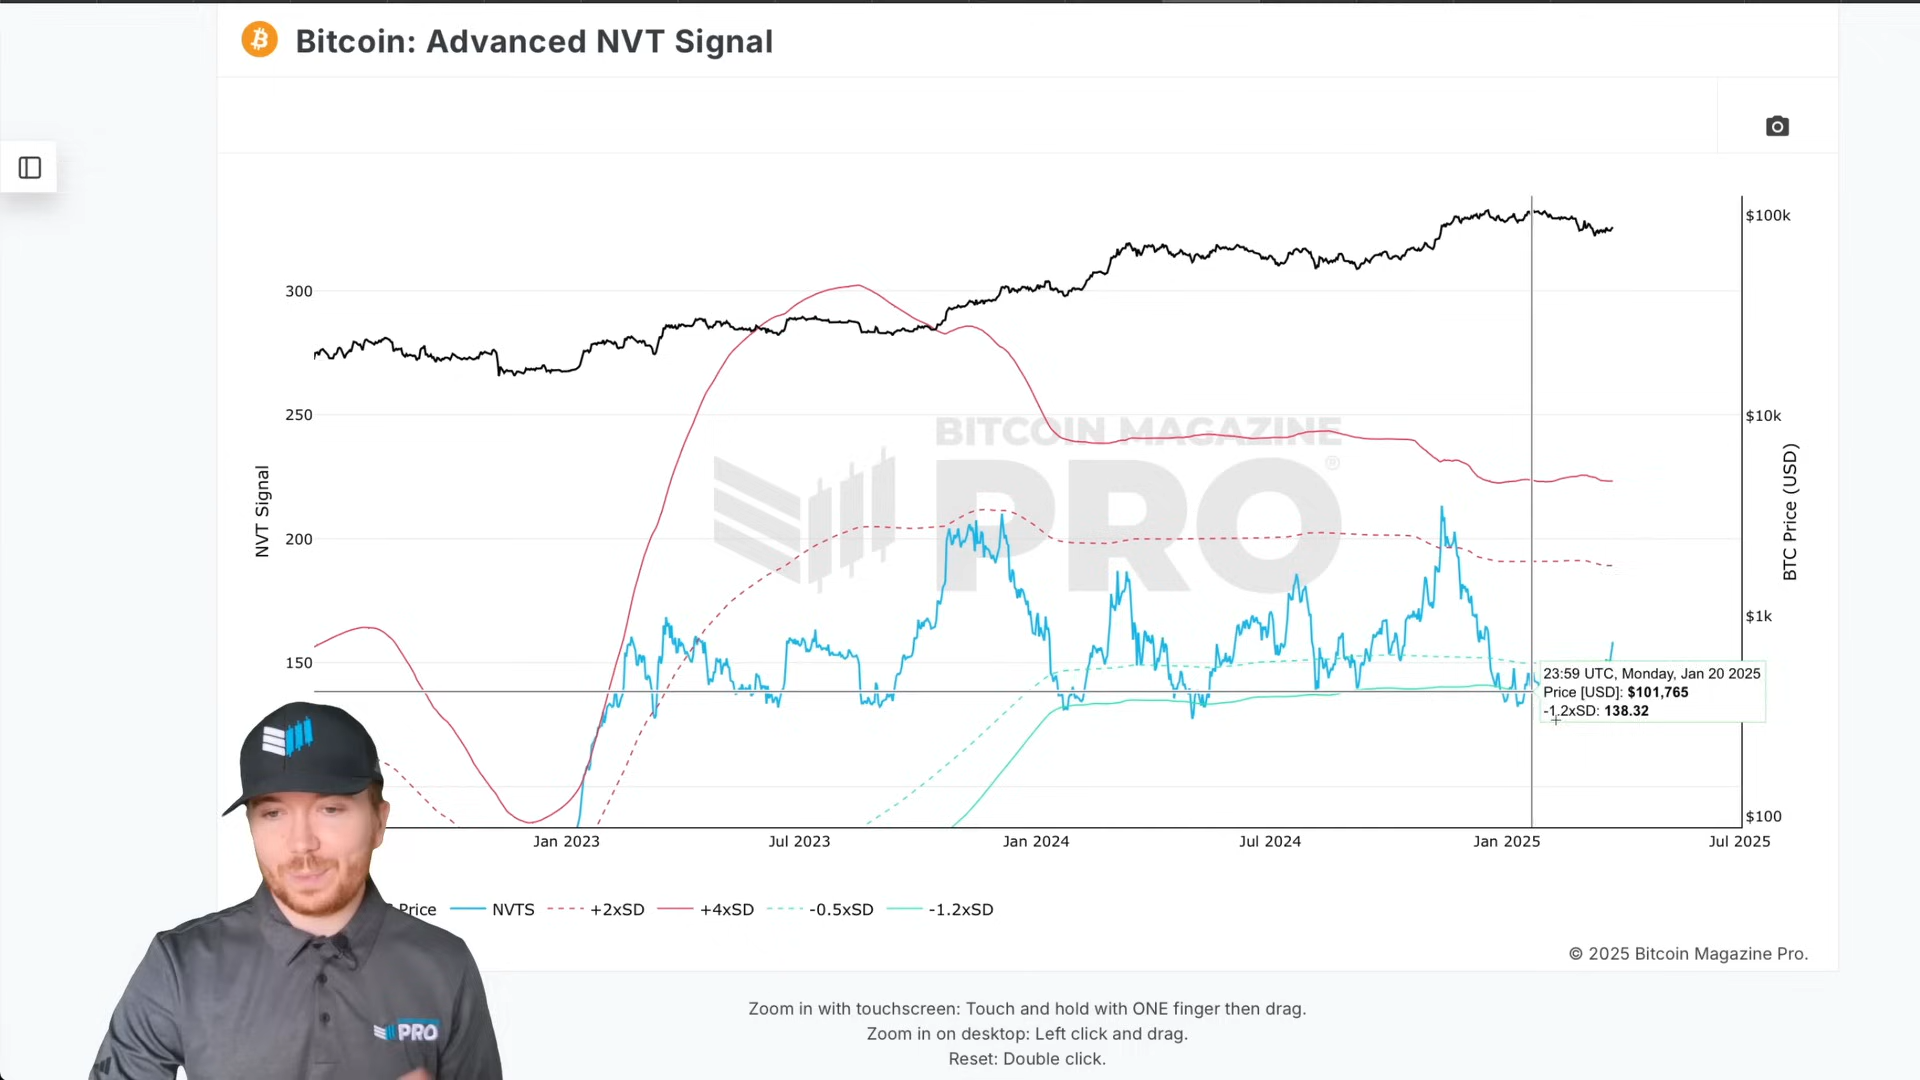 Bitcoin: Advanced NVT Signal
$100k
300
250
$10k
BITCOIN MAGAZINE
PRO
®
NVT Signal
BTC Price (USD)
200
$1k
150
23:59 UTC, Monday, Jan 20 2025
Price [USD]: $101,765
-1.2xSD: 138.32
$100
Jan 2023
Jul 2023
Jan 2024
Jul 2024
Jan 2025
Jul 2025
Price
NVTS
+2xSD
+4xSD
-0.5xSD
-1.2xSD
© 2025 Bitcoin Magazine Pro.
Zoom in with touchscreen: Touch and hold with ONE finger then drag.
Zoom in on desktop: Left click and drag.
Reset: Double click.
PRO